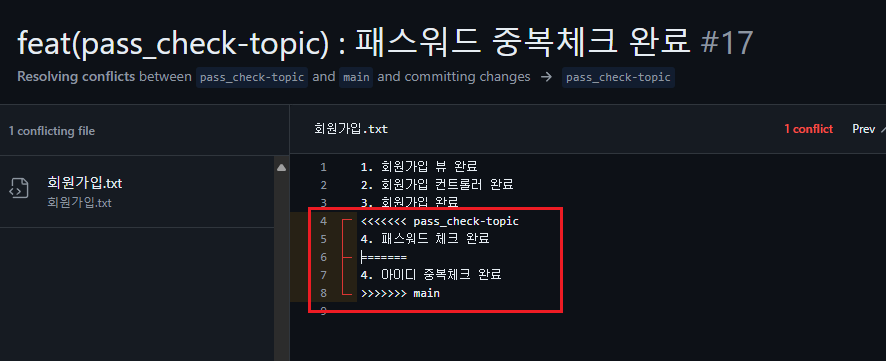 feat(pass_check-topic) : 패스워드 중복체크 완료 #17
Resolving conflicts between pass_check-topic and main and committing changes → pass_check-topic
1 conflicting file
회원가입.txt
회원가입.txt
회원가입.txt
1 conflict
Prev
1 1. 회원가입 뷰 완료
2 2. 회원가입 컨트롤러 완료
3 3. 회원가입 완료
4 <<<<<<< pass_check-topic
5 4. 패스워드 체크 완료
6 =======
7 4. 아이디 중복체크 완료
8 >>>>>>> main
9